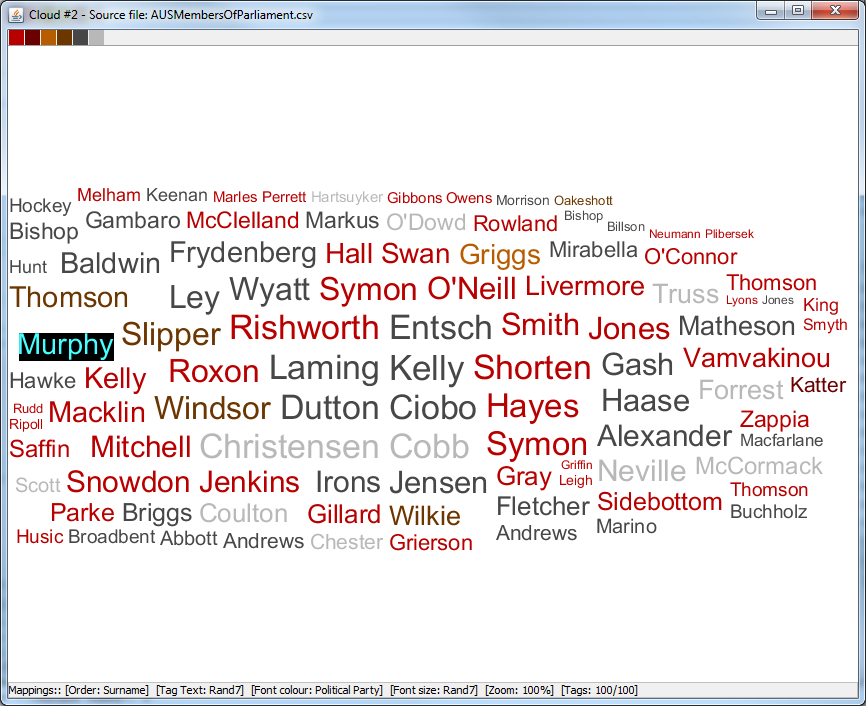 Cloud #2 - Source file: AUSMembersOfParliament.csv
Hockey Melham Keenan Marles Perrett Hartsuyker Gibbons Owens Morrison Oakeshott
Bishop Gambaro McClelland Markus O'Dowd Rowland Bishop Billson Neumann Plibersek
Hunt Baldwin Frydenberg Hall Swan Griggs Mirabella O'Connor
Thomson Ley Wyatt Symon O'Neill Livermore Truss Thomson
Lyons Jones King
Murphy Slipper Rishworth Entsch Smith Jones Matheson Smyth
Hawke Kelly Roxon Laming Kelly Shorten Gash Vamvakinou
Rudd Macklin Windsor Dutton Ciobo Hayes Haase Forrest Katter
Ripoll Zappia
Saffin Mitchell Christensen Cobb Symon Alexander Macfarlane
Scott Snowdon Jenkins Irons Jensen Gray Griffin Neville McCormack
Leigh
Parke Briggs Coulton Gillard Wilkie Fletcher Sidebottom Thomson
Buchholz
Husic Broadbent Abbott Andrews Chester Grierson Andrews Marino
Mappings:: [Order: Surname] [Tag Text: Rand7] [Font colour: Political Party] [Font size: Rand7] [Zoom: 100%] [Tags: 100/100]